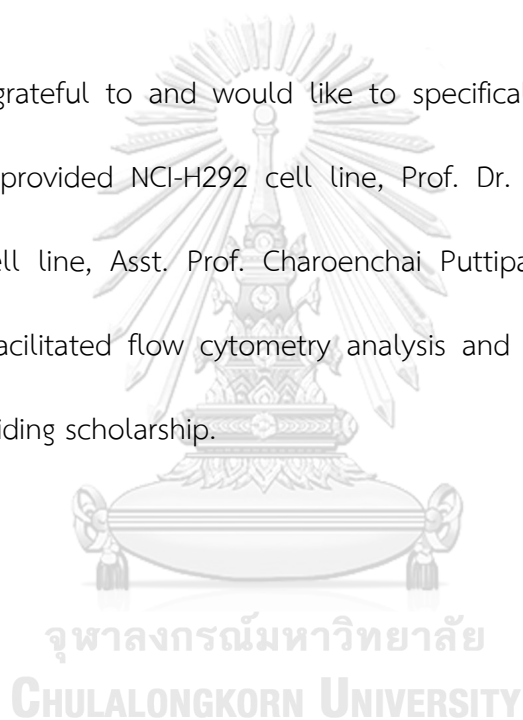 grateful to and would like to specifical
provided NCI-H292 cell line, Prof. Dr.
ell line, Asst. Prof. Charoenchai Puttipa
acilitated flow cytometry analysis and
iding scholarship.
จุฬาลงกรณ์มหาวิทยาลัย
CHULALONGKORN UNIVERSITY